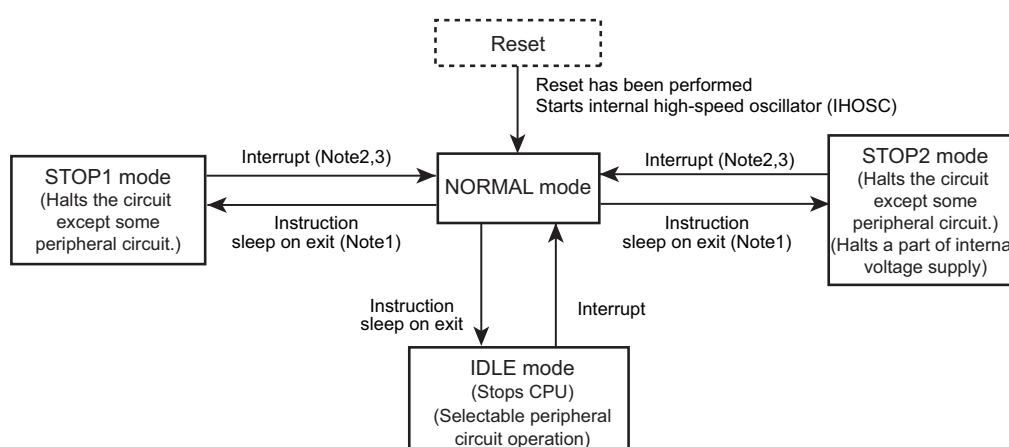 Reset
Reset has been performed
Starts internal high-speed oscillator (IHOSC)
STOP1 mode
(Halts the circuit
except some
peripheral circuit.)
Interrupt (Note2,3)
Instruction
sleep on exit (Note1)
NORMAL mode
Interrupt (Note2,3)
Instruction
sleep on exit (Note1)
STOP2 mode
(Halts the circuit
except some
peripheral circuit.)
(Halts a part of internal
voltage supply)
Instruction
sleep on exit
Interrupt
IDLE mode
(Stops CPU)
(Selectable peripheral
circuit operation)